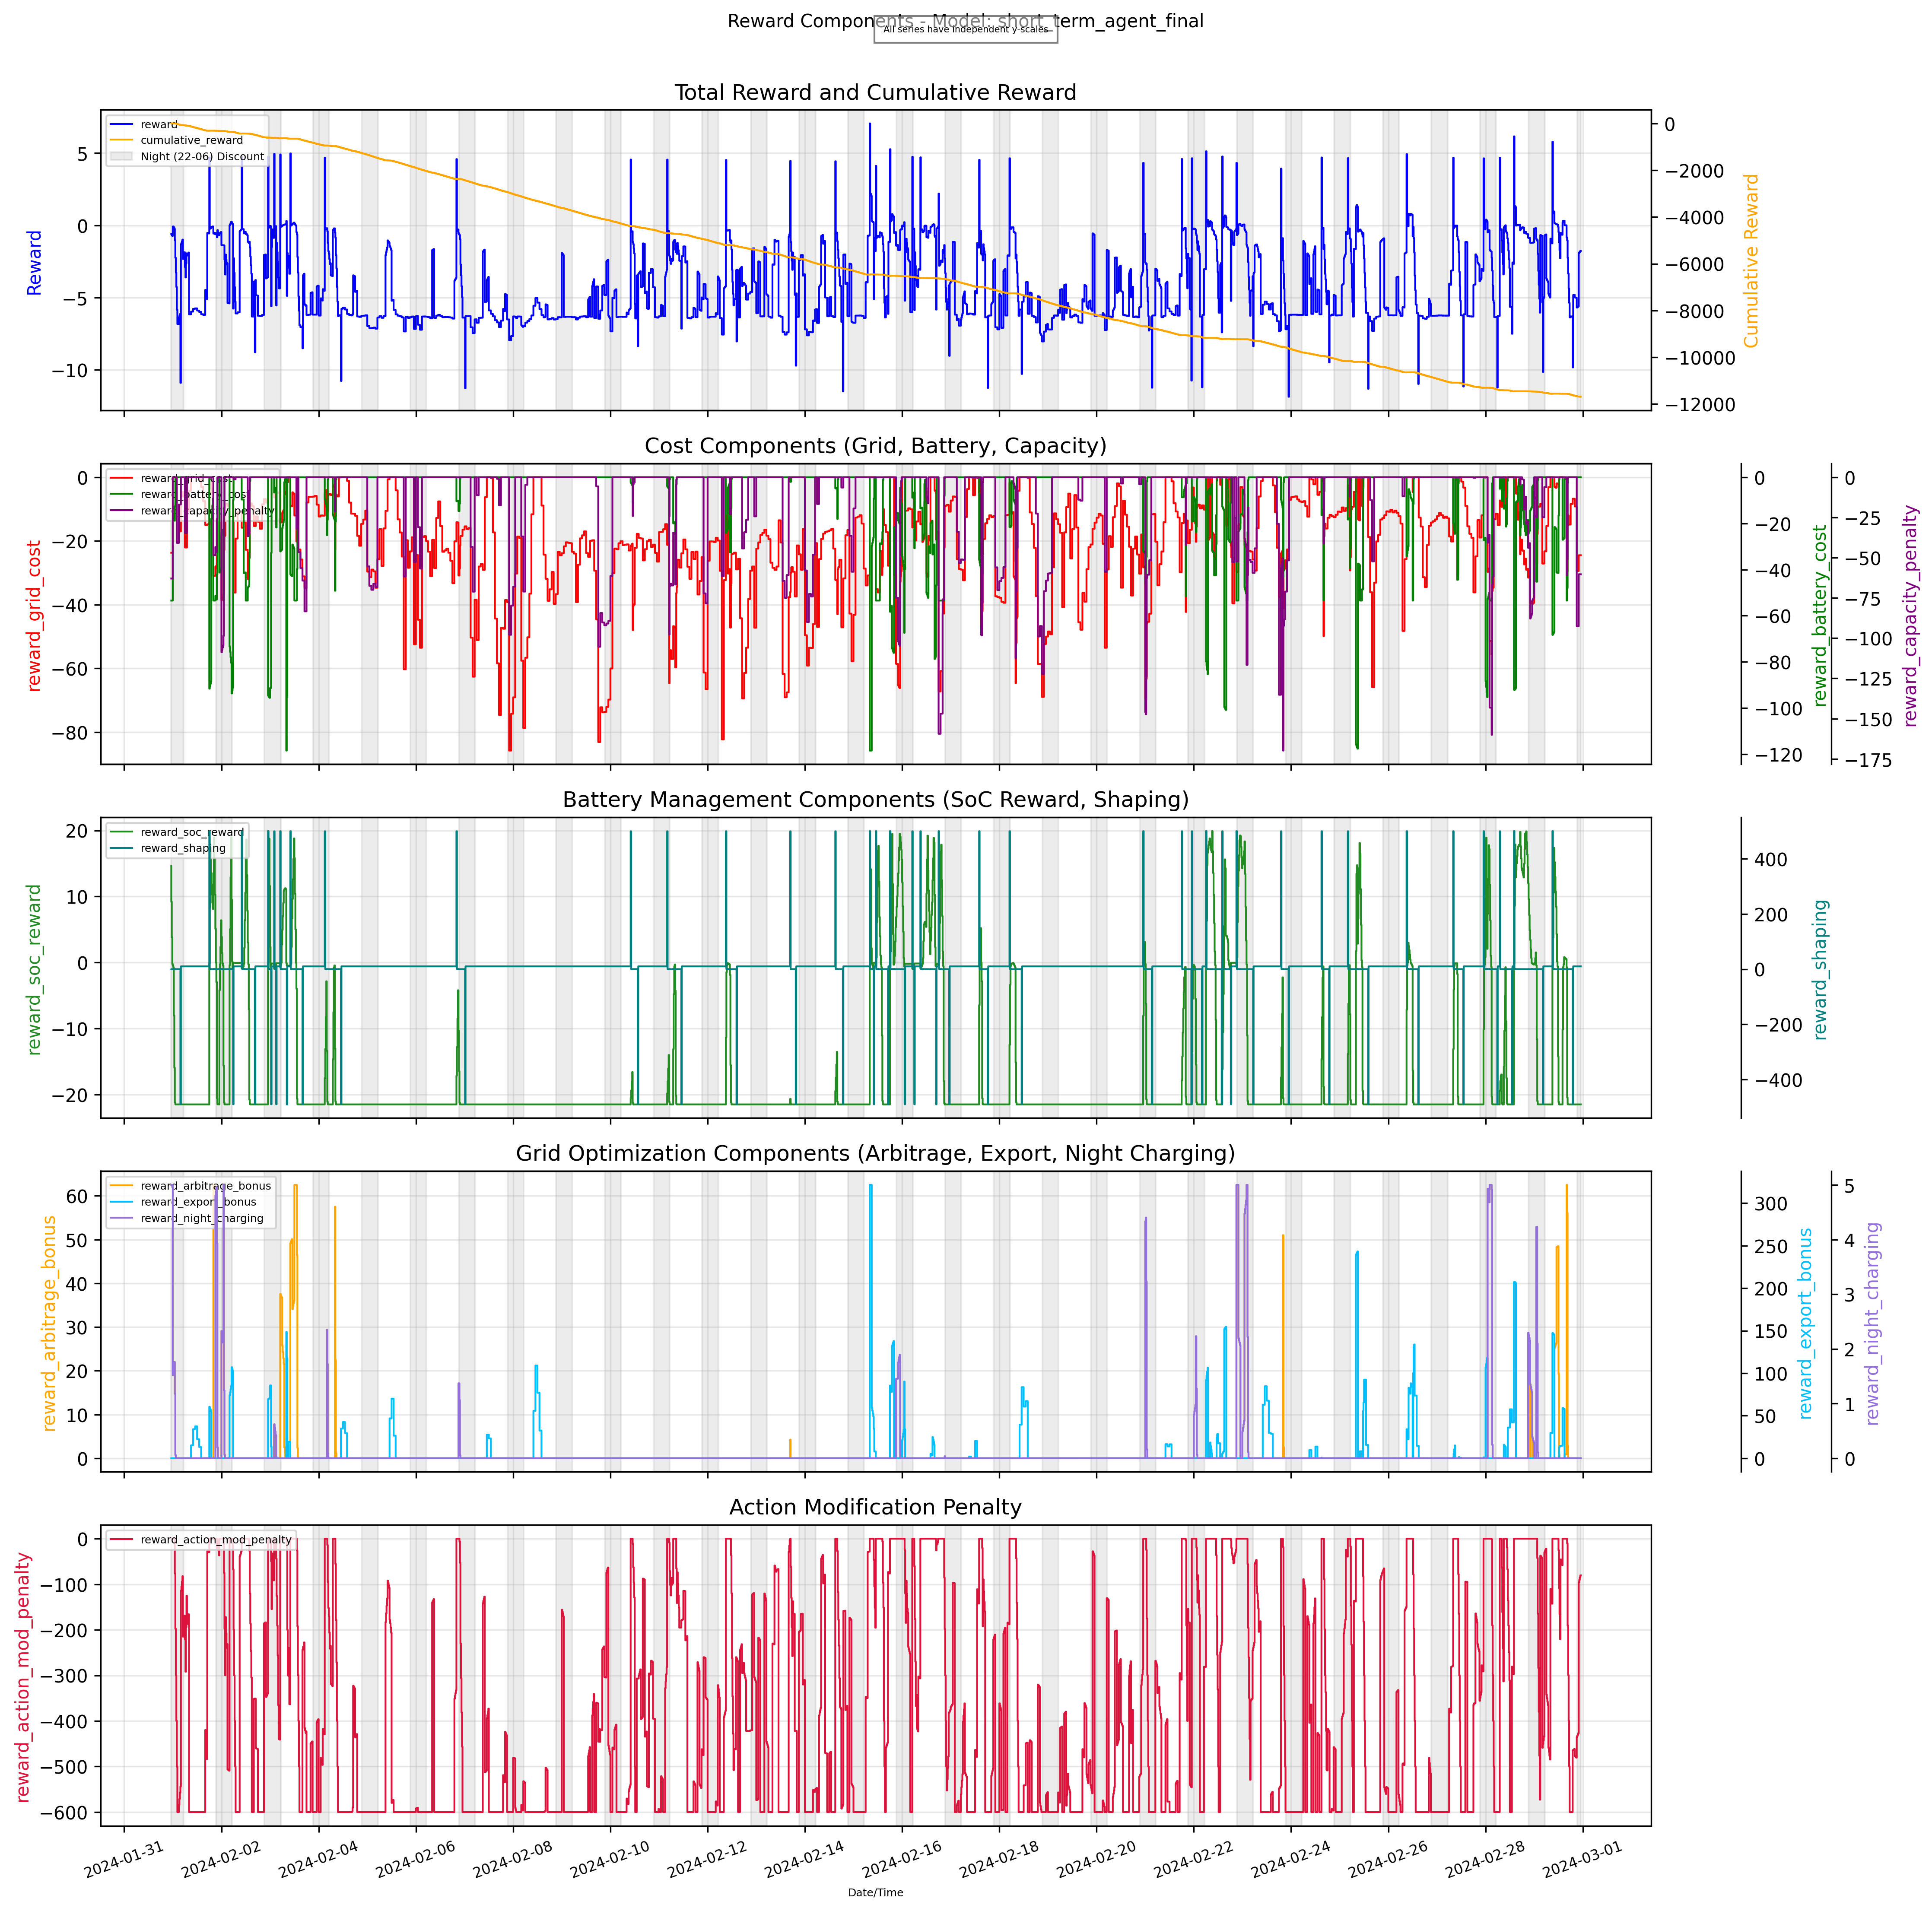 Reward Components - Model: short_term_agent_final
All series have independent y-scales
Total Reward and Cumulative Reward
reward
cumulative_reward
Night (22-06) Discount
5
0
−5
−10
Reward
0
−2000
−4000
−6000
−8000
−10000
−12000
Cumulative Reward
Cost Components (Grid, Battery, Capacity)
reward_grid_cost
reward_battery_cost
reward_capacity_penalty
0
−20
−40
−60
−80
reward_grid_cost
0
−20
−40
−60
−80
−100
−120
reward_battery_cost
0
−25
−50
−75
−100
−125
−150
−175
reward_capacity_penalty
Battery Management Components (SoC Reward, Shaping)
reward_soc_reward
reward_shaping
20
10
0
−10
−20
reward_soc_reward
400
200
0
−200
−400
reward_shaping
Grid Optimization Components (Arbitrage, Export, Night Charging)
reward_arbitrage_bonus
reward_export_bonus
reward_night_charging
60
50
40
30
20
10
0
reward_arbitrage_bonus
300
250
200
150
100
50
0
reward_export_bonus
5
4
3
2
1
0
reward_night_charging
Action Modification Penalty
reward_action_mod_penalty
0
−100
−200
−300
−400
−500
−600
reward_action_mod_penalty
2024-01-31
2024-02-02
2024-02-04
2024-02-06
2024-02-08
2024-02-10
2024-02-12
2024-02-14
2024-02-16
2024-02-18
2024-02-20
2024-02-22
2024-02-24
2024-02-26
2024-02-28
2024-03-01
Date/Time